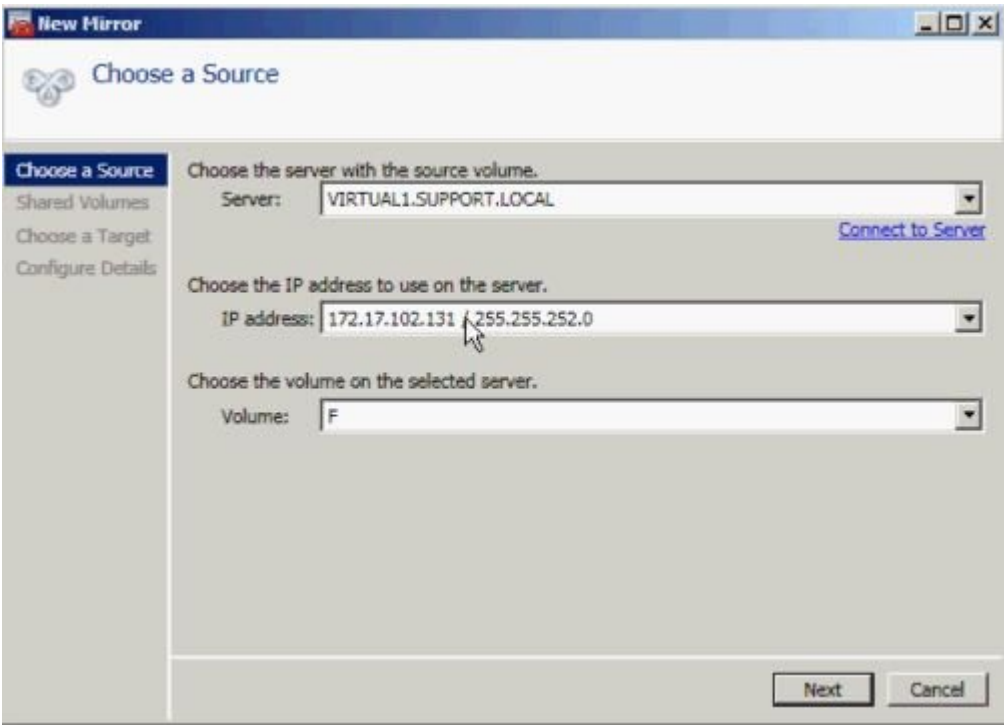 New Mirror
Choose a Source
Choose a Source
Shared Volumes
Choose a Target
Configure Details
Choose the server with the source volume.
Server: VIRTUAL1.SUPPORT.LOCAL
Connect to Server
Choose the IP address to use on the server.
IP address: 172.17.102.131 / 255.255.252.0
Choose the volume on the selected server.
Volume: F
Next Cancel